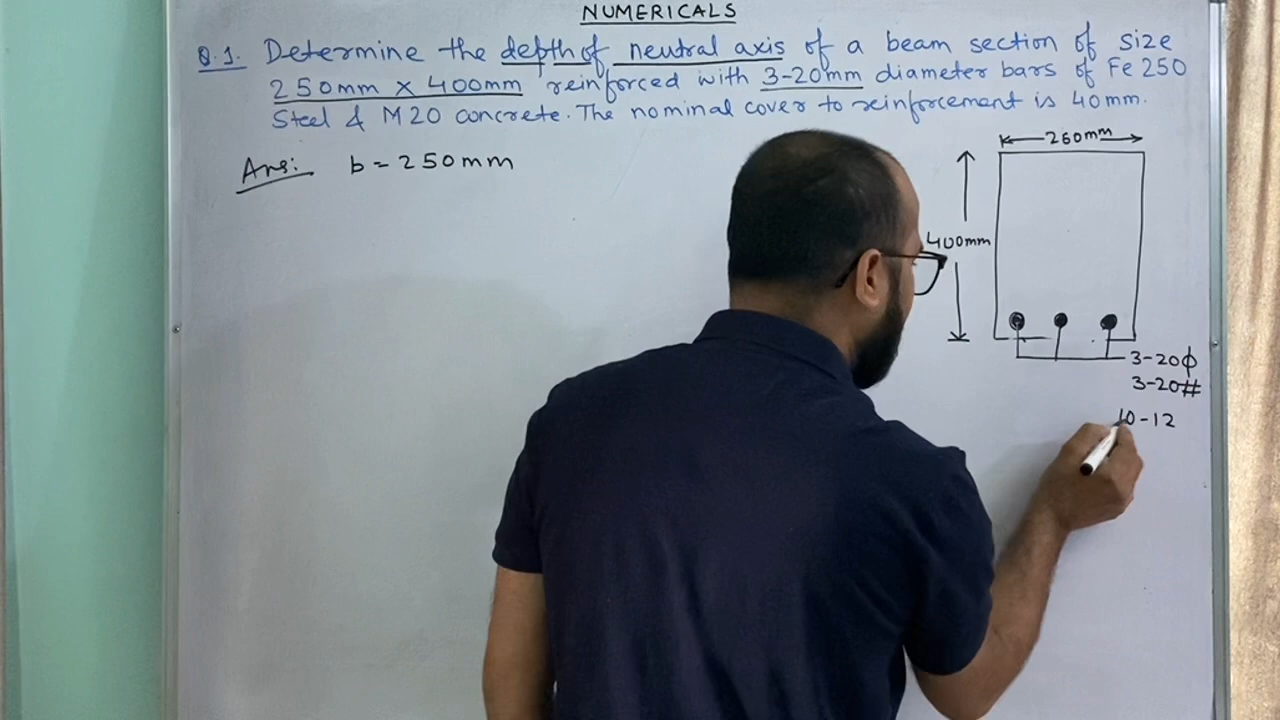 NUMERICALS
Q.1. Determine the depth of neutral axis of a beam section of size
250mm x 400mm reinforced with 3-20mm diameter bars of Fe 250
Steel & M20 concrete. The nominal cover to reinforcement is 40mm.
Ans: b = 250mm
250mm
400mm
3-20ϕ
3-20#
10-12